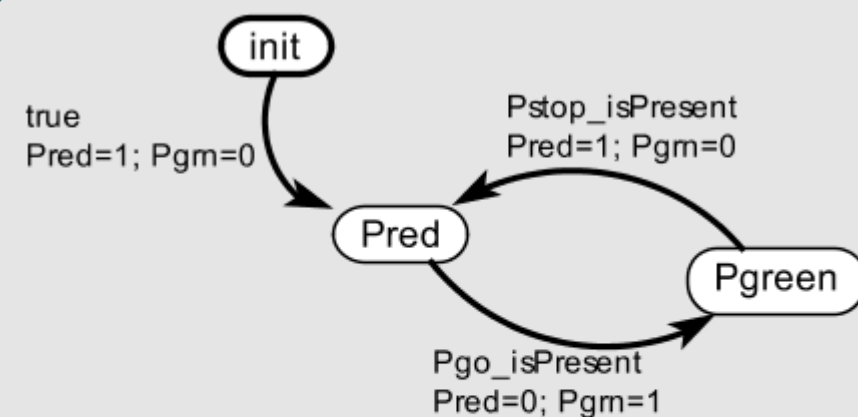 init
true
Pred=1; Pgrn=0
Pstop_isPresent
Pred=1; Pgrn=0
Pred
Pgreen
Pgo_isPresent
Pred=0; Pgrn=1